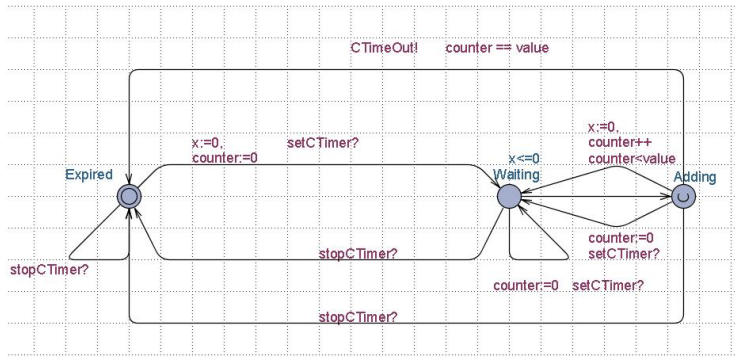 CTimeOut! counter == value
x:=0,
counter:=0
setCTimer?
x:=0,
counter++
counter<value
x<=0
Expired
Waiting
Adding
stopCTimer?
stopCTimer?
counter:=0
setCTimer?
counter:=0 setCTimer?
stopCTimer?